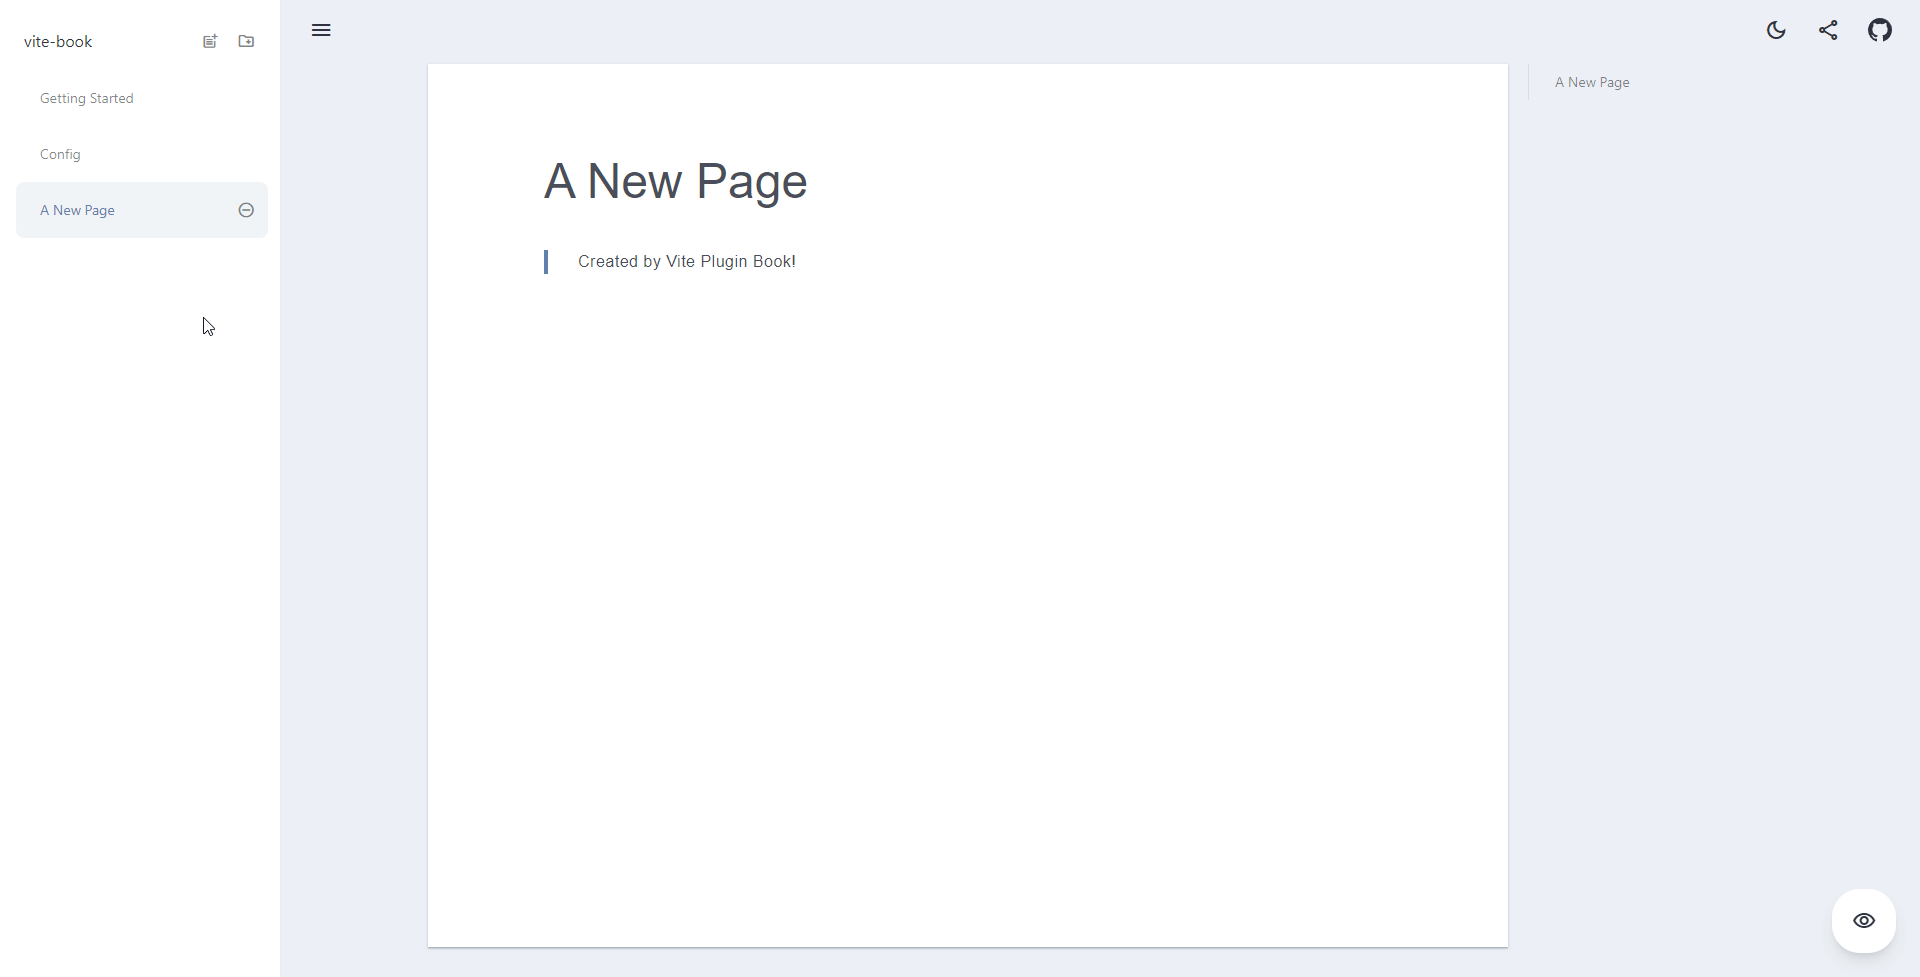 vite-book
Getting Started
Config
A New Page
A New Page
Created by Vite Plugin Book!
A New Page